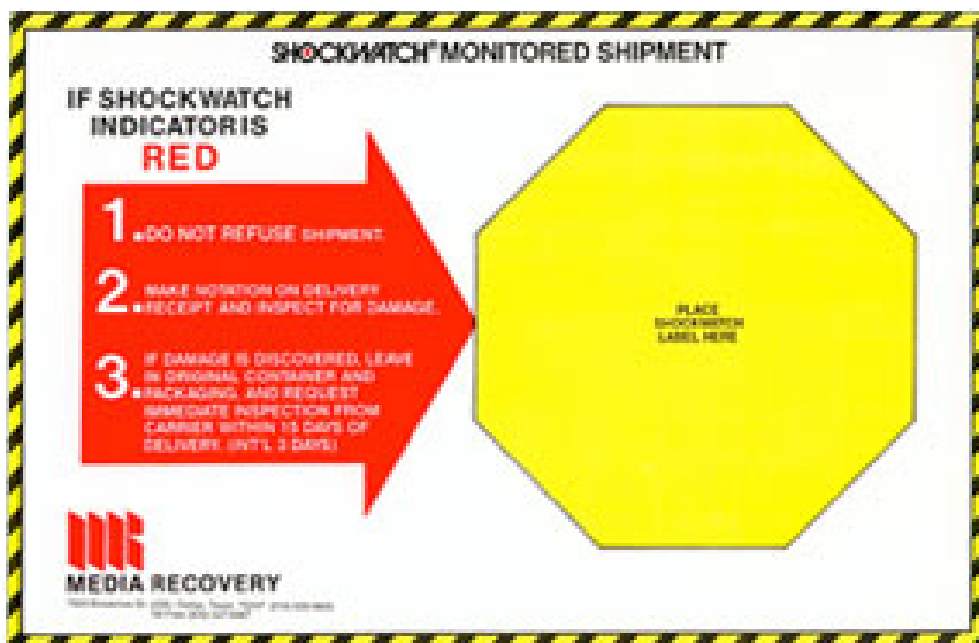 SHOCKWATCH® MONITORED SHIPMENT
IF SHOCKWATCH
INDICATOR IS
RED
1. DO NOT REFUSE SHIPMENT.
2. MAKE NOTATION ON DELIVERY
RECEIPT AND INSPECT FOR DAMAGE.
3. IF DAMAGE IS DISCOVERED, LEAVE
IN ORIGINAL CONTAINER AND
PACKAGING, AND REQUEST
IMMEDIATE INSPECTION FROM
CARRIER WITHIN 15 DAYS OF
DELIVERY. (INT'L 3 DAYS)
PLACE
SHOCKWATCH
LABEL HERE
MEDIA RECOVERY